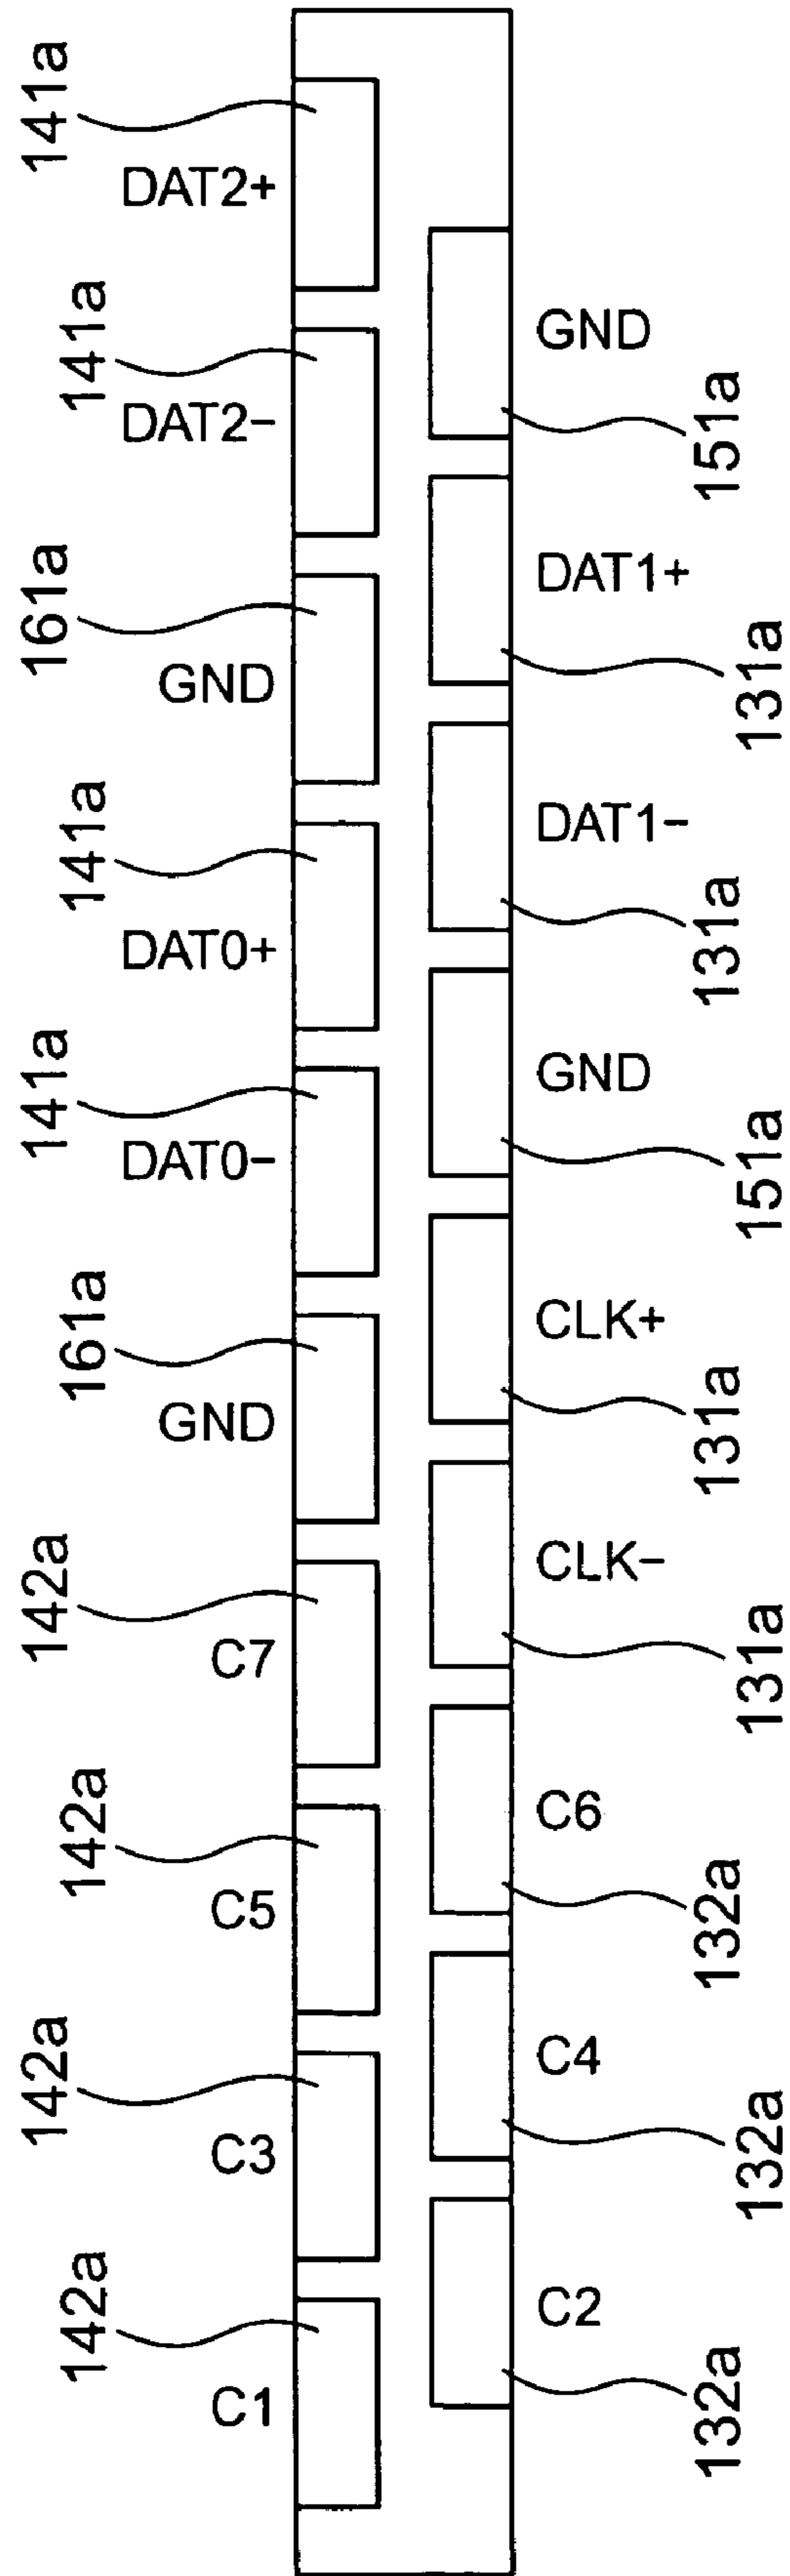 141a
DAT2+
141a
DAT2-
161a
GND
141a
DAT0+
141a
DAT0-
161a
GND
142a
C7
142a
C5
142a
C3
142a
C1
GND
151a
DAT1+
131a
DAT1-
131a
GND
151a
CLK+
131a
CLK-
131a
C6
132a
C4
132a
C2
132a